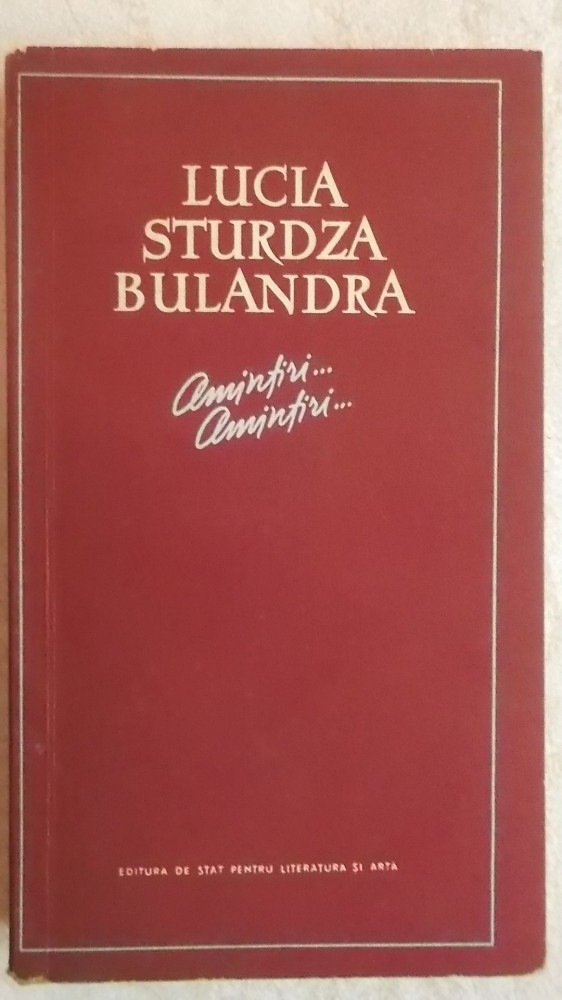 LUCIA
STURDZA
BULANDRA
Amintiri...
Amintiri...
EDITURA DE STAT PENTRU LITERATURĂ ȘI ARTĂ